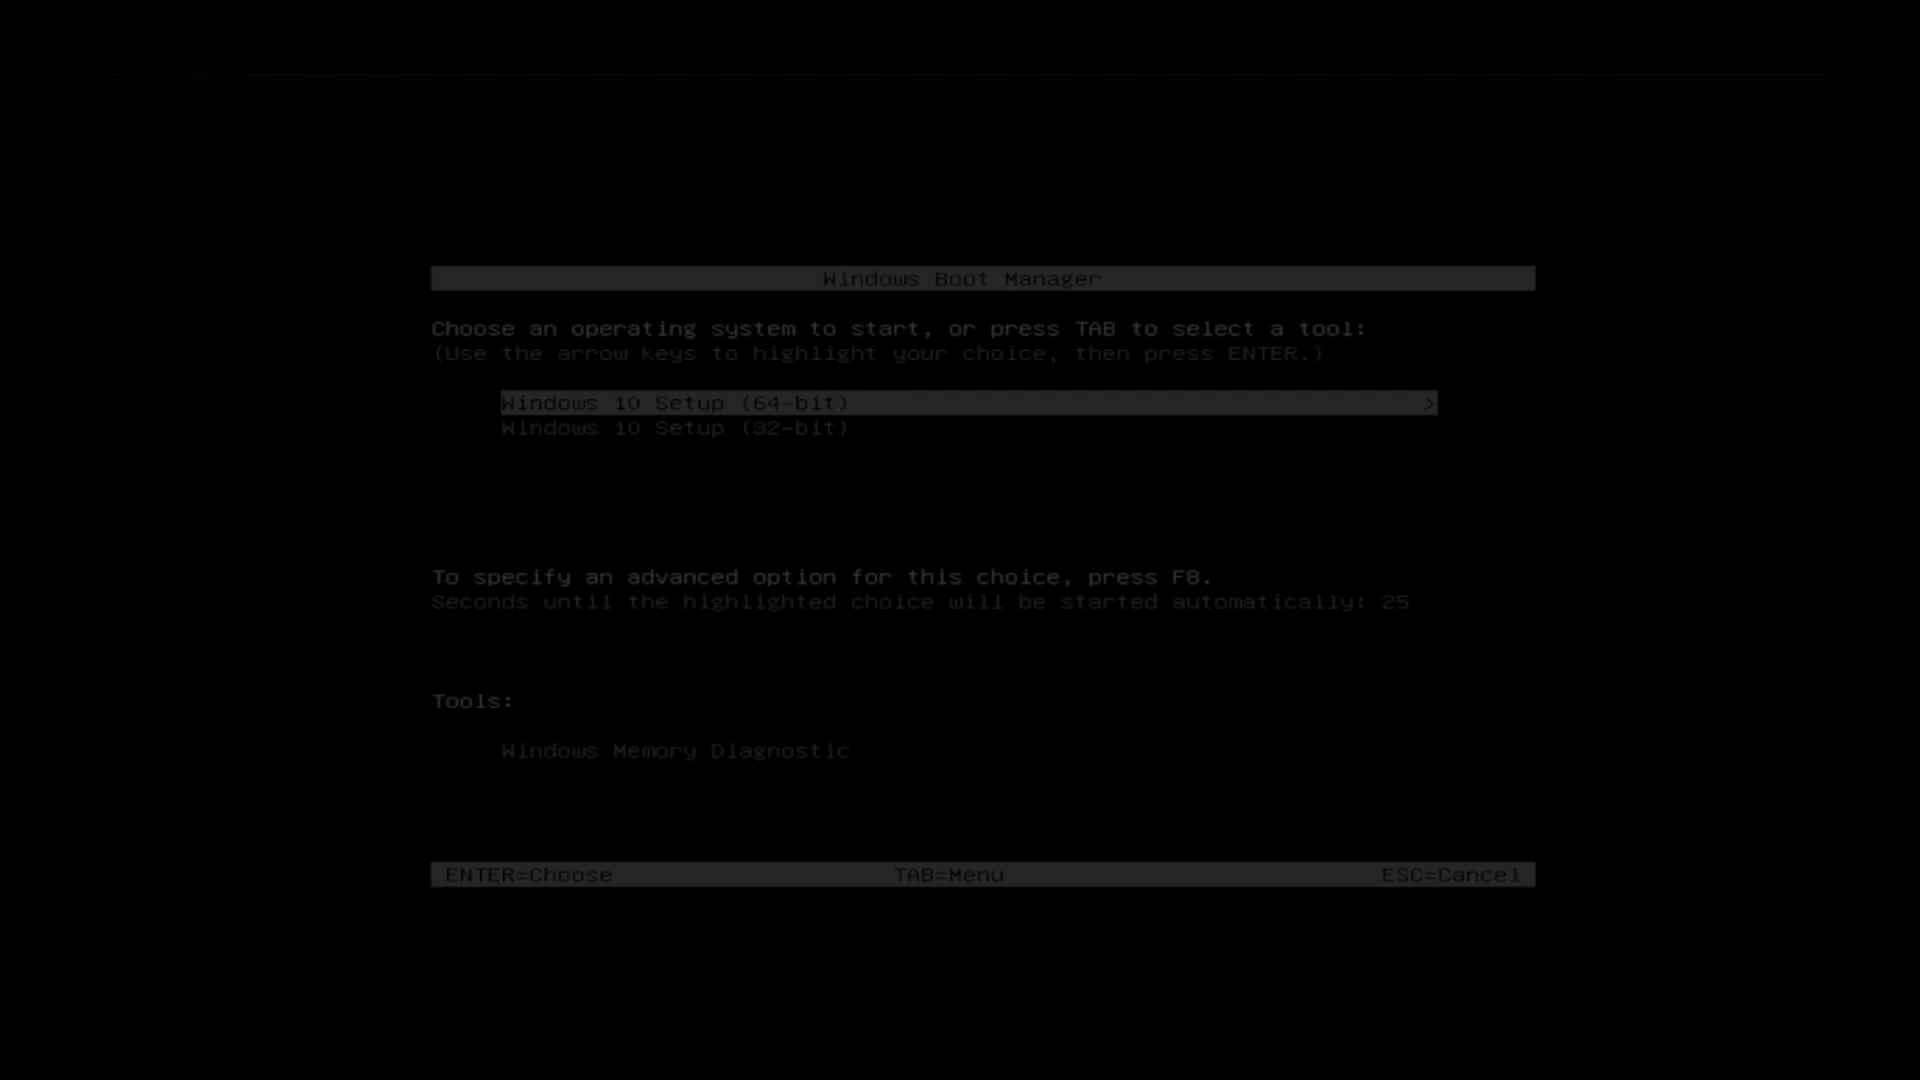 Windows Boot Manager
Choose an operating system to start, or press TAB to select a tool:
(Use the arrow keys to highlight your choice, then press ENTER.)
Windows 10 Setup (64-bit) >
Windows 10 Setup (32-bit)
To specify an advanced option for this choice, press F8.
Seconds until the highlighted choice will be started automatically: 25
Tools:
Windows Memory Diagnostic
ENTER=Choose TAB=Menu ESC=Cancel